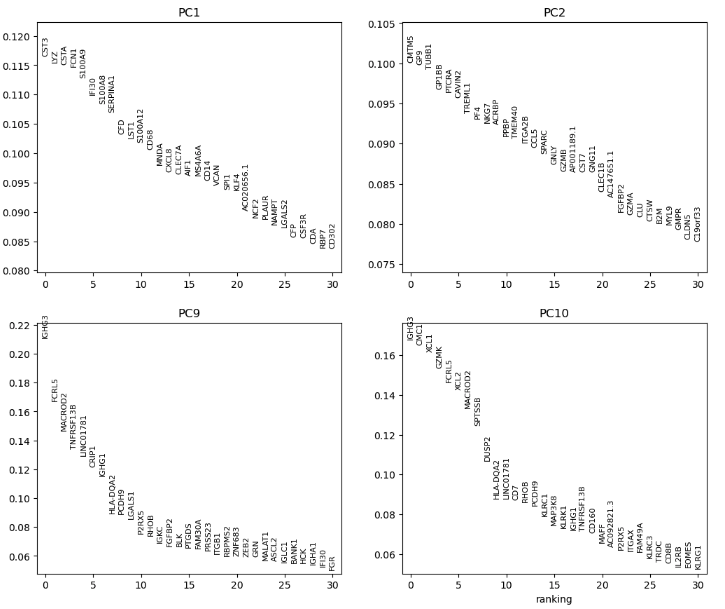 PC1
PC2
0.120
0.115
0.110
0.105
0.100
0.095
0.090
0.085
0.080
CST3
LYZ
CSTA
FCN1
S100A9
IFI30
S100A8
SERPINA1
CFD
LST1
S100A12
CD68
MNDA
CXCL8
CLEC7A
AIF1
MS4A6A
CD14
VCAN
SPI1
KLF4
AC020656.1
NCF2
PLAUR
NAMPT
LGALS2
CFP
CSF3R
CDA
RBP7
CD302
0 5 10 15 20 25 30
0.105
0.100
0.095
0.090
0.085
0.080
0.075
CMTM5
GP9
TUBB1
GP1BB
PTCRA
CAVIN2
TREML1
PF4
NKG7
ACRBP
PPBP
TMEM40
ITGA2B
CCL5
SPARC
GNLY
GZMB
AP001189.1
CST7
GNG11
CLEC1B
AC147651.1
FGFBP2
GZMA
CLU
CTSW
B2M
MYL9
GMPR
CLDN5
C19orf33
0 5 10 15 20 25 30
PC9
PC10
0.22
0.20
0.18
0.16
0.14
0.12
0.10
0.08
0.06
IGHG3
FCRL5
MACROD2
TNFRSF13B
LINC01781
CRIP1
IGHG1
HLA-DQA2
PCDH9
LGALS1
P2RX5
RHOB
IGKC
FGFBP2
BLK
PTGDS
FAM30A
PRSS23
ITGB1
RBPMS2
ZNF683
ZEB2
GRN
MALAT1
ASCL2
IGLC1
BANK1
HCK
IGHA1
IFI30
FGR
0 5 10 15 20 25 30
0.16
0.14
0.12
0.10
0.08
0.06
IGHG3
CMC1
XCL1
GZMK
FCRL5
XCL2
MACROD2
SPTSSB
DUSP2
HLA-DQA2
LINC01781
CD7
RHOB
PCDH9
KLRC1
MAP3K8
KLRK1
IGHG1
TNFRSF13B
CD160
MAFF
AC092821.3
P2RX5
ITGAX
FAM49A
KLRC3
TRDC
CD8B
IL2RB
EOMES
KLRG1
0 5 10 15 20 25 30
ranking